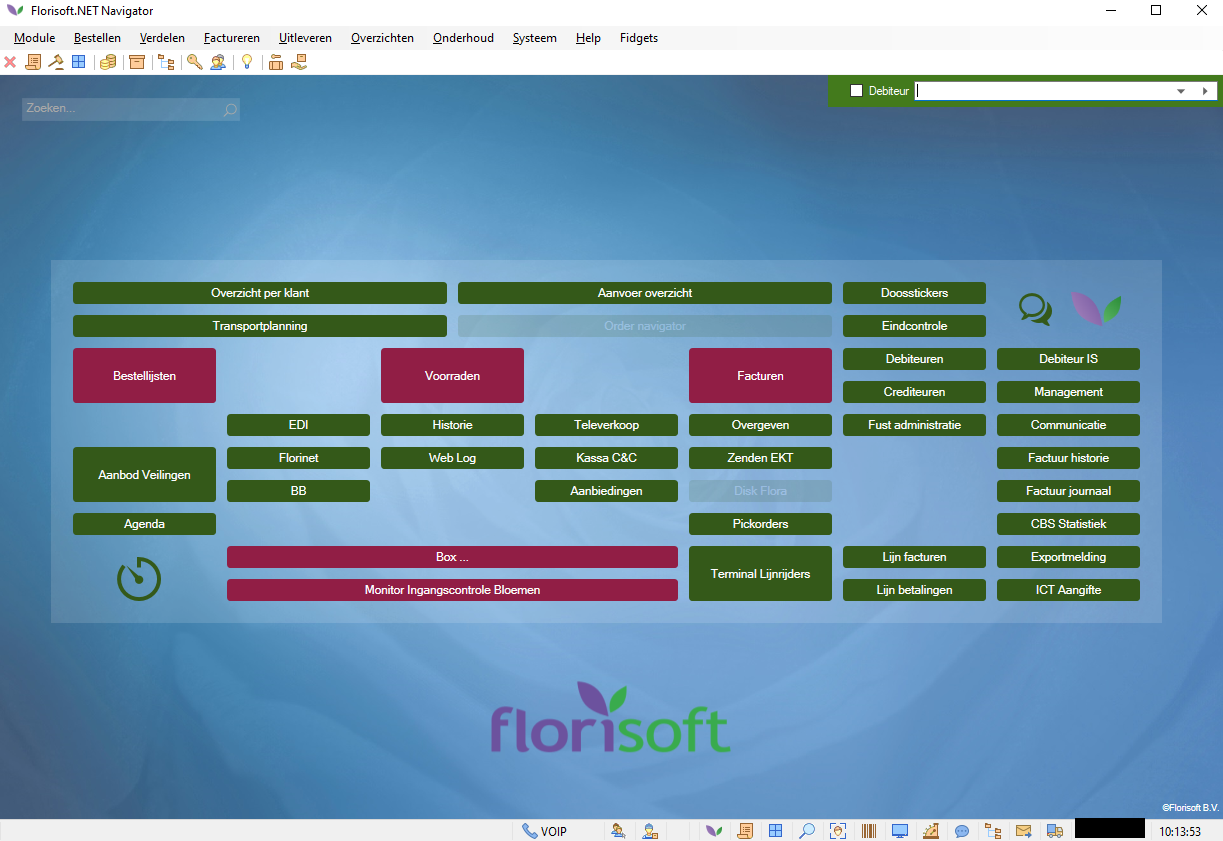 Florisoft.NET Navigator
Module Bestellen Verdelen Factureren Uitleveren Overzichten Onderhoud Systeem Help Fidgets
Zoeken...
Debiteur
Overzicht per klant Aanvoer overzicht Doosstickers
Transportplanning Order navigator Eindcontrole
Bestellijsten Voorraden Facturen
Debiteuren Debiteur IS
Crediteuren Management
EDI Historie Televerkoop Overgeven Fust administratie Communicatie
Aanbod Veilingen
Florinet Web Log Kassa C&C Zenden EKT Factuur historie
BB Aanbiedingen Disk Flora Factuur journaal
Agenda Pickorders CBS Statistiek
Box ... Terminal Lijnrijders Lijn facturen Exportmelding
Monitor Ingangscontrole Bloemen Lijn betalingen ICT Aangifte
florisoft
©Florisoft B.V.
VOIP 10:13:53